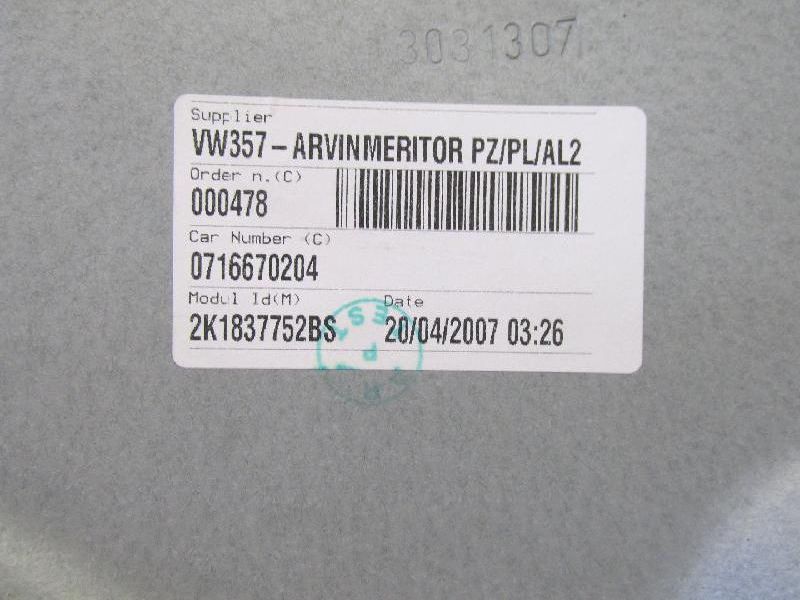 3031307
Supplier
VW357-ARVINMERITOR PZ/PL/AL2
Order n.(C)
000478
Car Number (C)
0716670204
Modul Id(M) Date
2K1837752BS 20/04/2007 03:26